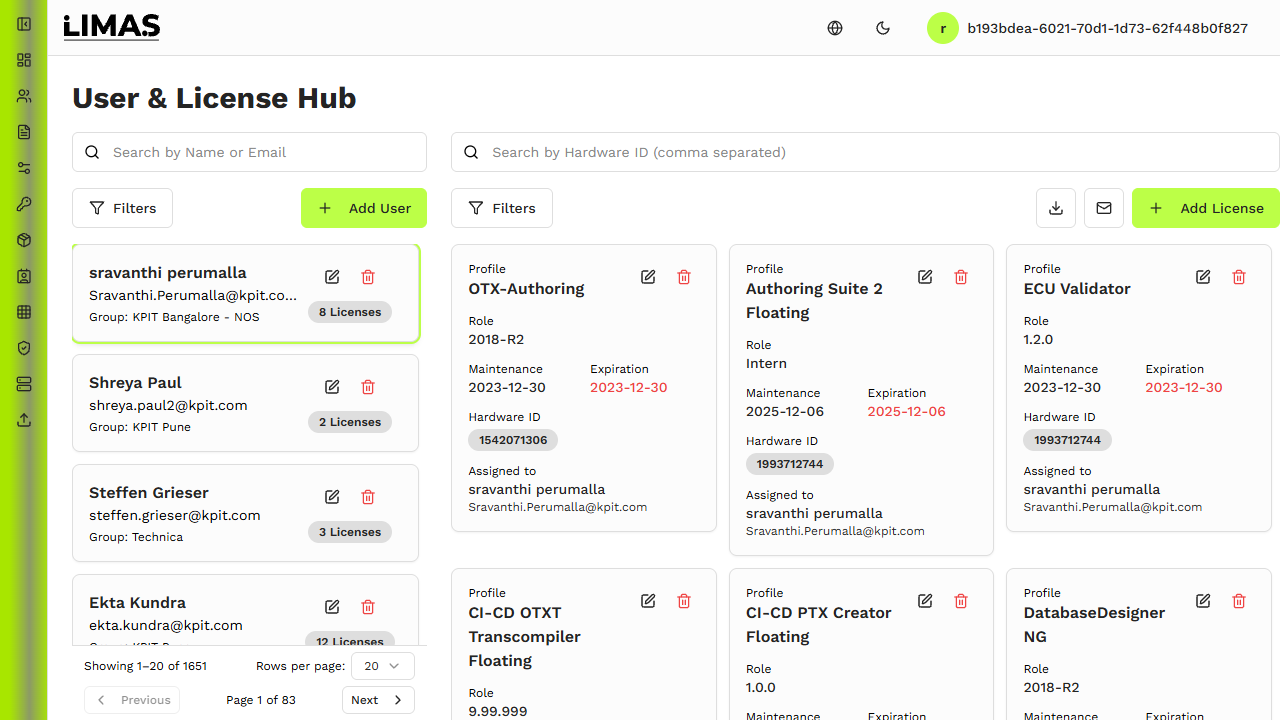 LIMAS
r
b193bdea-6021-70d1-1d73-62f448b0f827
User & License Hub
Search by Name or Email
Search by Hardware ID (comma separated)
Filters
Add User
Filters
Add License
sravanthi perumalla
Sravanthi.Perumalla@kpit.co...
Group: KPIT Bangalore - NOS
8 Licenses
Shreya Paul
shreya.paul2@kpit.com
Group: KPIT Pune
2 Licenses
Steffen Grieser
steffen.grieser@kpit.com
Group: Technica
3 Licenses
Ekta Kundra
ekta.kundra@kpit.com
12 Licenses
Showing 1–20 of 1651
Rows per page:
20
Previous
Page 1 of 83
Next
Profile
OTX-Authoring
Role
2018-R2
Maintenance
Expiration
2023-12-30
2023-12-30
Hardware ID
1542071306
Assigned to
sravanthi perumalla
Sravanthi.Perumalla@kpit.com
Profile
Authoring Suite 2
Floating
Role
Intern
Maintenance
Expiration
2025-12-06
2025-12-06
Hardware ID
1993712744
Assigned to
sravanthi perumalla
Sravanthi.Perumalla@kpit.com
Profile
ECU Validator
Role
1.2.0
Maintenance
Expiration
2023-12-30
2023-12-30
Hardware ID
1993712744
Assigned to
sravanthi perumalla
Sravanthi.Perumalla@kpit.com
Profile
CI-CD OTXT
Transcompiler
Floating
Role
9.99.999
Profile
CI-CD PTX Creator
Floating
Role
1.0.0
Maintenance
Expiration
Profile
DatabaseDesigner
NG
Role
2018-R2
Maintenance
Expiration